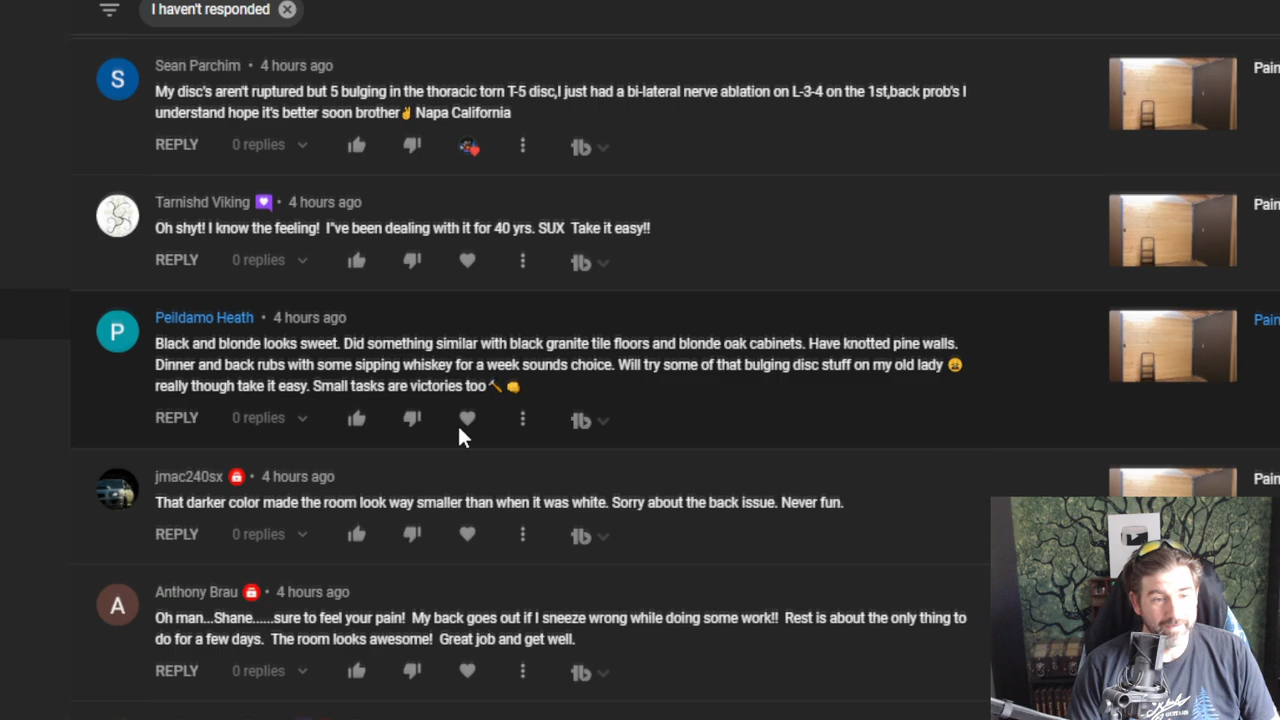 I haven't responded
Sean Parchim • 4 hours ago
My disc's aren't ruptured but 5 bulging in the thoracic torn T-5 disc,I just had a bi-lateral nerve ablation on L-3-4 on the 1st,back prob's I
understand hope it's better soon brother✌ Napa California
REPLY 0 replies
Pain
Tarnishd Viking • 4 hours ago
Oh shyt! I know the feeling! I"ve been dealing with it for 40 yrs. SUX Take it easy!!
REPLY 0 replies
Pain
Peildamo Heath • 4 hours ago
Black and blonde looks sweet. Did something similar with black granite tile floors and blonde oak cabinets. Have knotted pine walls.
Dinner and back rubs with some sipping whiskey for a week sounds choice. Will try some of that bulging disc stuff on my old lady 😩
really though take it easy. Small tasks are victories too🔨👊
REPLY 0 replies
Pain
jmac240sx • 4 hours ago
That darker color made the room look way smaller than when it was white. Sorry about the back issue. Never fun.
REPLY 0 replies
Pain
A
Anthony Brau • 4 hours ago
Oh man...Shane......sure to feel your pain! My back goes out if I sneeze wrong while doing some work!! Rest is about the only thing to
do for a few days. The room looks awesome! Great job and get well.
REPLY 0 replies